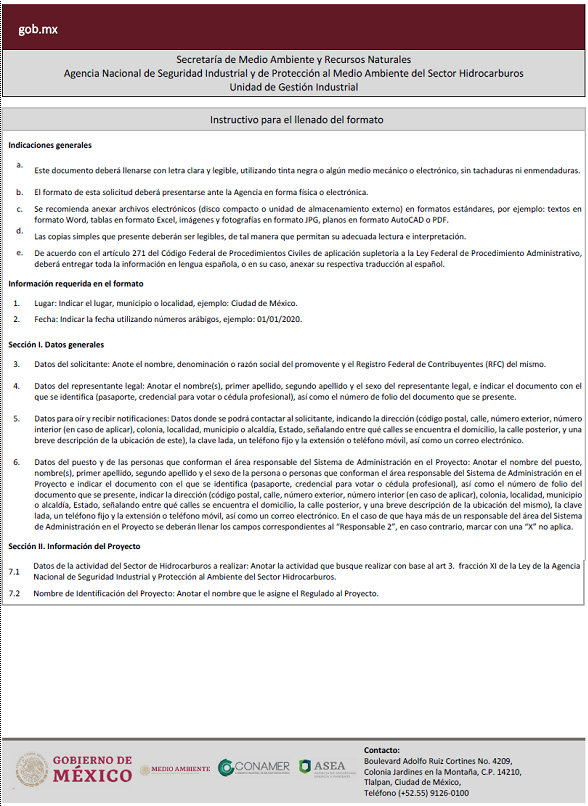 gob.mx
Secretaría de Medio Ambiente y Recursos Naturales
Agencia Nacional de Seguridad Industrial y de Protección al Medio Ambiente del Sector Hidrocarburos
Unidad de Gestión Industrial
Instructivo para el llenado del formato
Indicaciones generales
a. Este documento deberá llenarse con letra clara y legible, utilizando tinta negra o algún medio mecánico o electrónico, sin tachaduras ni enmendaduras.
b. El formato de esta solicitud deberá presentarse ante la Agencia en forma física o electrónica.
c. Se recomienda anexar archivos electrónicos (disco compacto u unidad de almacenamiento externo) en formatos estándares, por ejemplo: textos en
formato Word, tablas en formato Excel, imágenes y fotografías en formato JPG, planos en formato AutoCAD o PDF.
d. Las copias simples que presente deberán ser legibles, de tal manera que permitan su adecuada lectura e interpretación.
e. De acuerdo con el artículo 271 del Código Federal de Procedimientos Civiles de aplicación supletoria a la Ley Federal de Procedimiento Administrativo,
deberá entregar toda la información en lengua española, o en su caso, anexar su respectiva traducción al español.
Información requerida en el formato
1. Lugar: Indicar el lugar, municipio o localidad, ejemplo: Ciudad de México.
2. Fecha: Indicar la fecha utilizando números arábigos, ejemplo: 01/01/2020.
Sección I. Datos generales
3. Datos del solicitante: Anote el nombre, denominación o razón social del promovente y el Registro Federal de Contribuyentes (RFC) del mismo.
4. Datos del representante legal: Anotar el nombre(s), primer apellido, segundo apellido y el sexo del representante legal, e indicar el documento con el
que se identifica (pasaporte, credencial para votar o cédula profesional), así como el número de folio del documento que se presente.
5. Datos para oír y recibir notificaciones: Datos donde se podrá contactar al solicitante, indicando la dirección (código postal, calle, número exterior, número
interior (en caso de aplicar), colonia, localidad, municipio o alcaldía, Estado, señalando entre qué calles se encuentra el domicilio, la calle posterior, y una
breve descripción de la ubicación de este), la clave lada, un teléfono fijo y la extensión o teléfono móvil, así como un correo electrónico.
6. Datos del puesto y de las personas que conforman el área responsable del Sistema de Administración en el Proyecto: Anotar el nombre del puesto,
nombre(s), primer apellido, segundo apellido y el sexo de la persona o personas que conforman el área responsable del Sistema de Administración en el
Proyecto e indicar el documento con el que se identifica (pasaporte, credencial para votar o cédula profesional), así como el número de folio del
documento que se presente, indicar la dirección (código postal, calle, número exterior, número interior (en caso de aplicar), colonia, localidad, municipio
o alcaldía, Estado, señalando entre qué calles se encuentra el domicilio, la calle posterior, y una breve descripción de la ubicación del mismo), la clave
lada, un teléfono fijo y la extensión o teléfono móvil, así como un correo electrónico. En el caso de que haya más de un responsable del área del Sistema
de Administración en el Proyecto se deberán llenar los campos correspondientes al "Responsable 2", en caso contrario, marcar con una "X" no aplica.
Sección II. Información del Proyecto
7.1 Datos de la actividad del Sector de Hidrocarburos a realizar: Anotar la actividad que busque realizar con base al art 3. fracción XI de la Ley de la Agencia
Nacional de Seguridad Industrial y Protección al Ambiente del Sector Hidrocarburos.
7.2 Nombre de Identificación del Proyecto: Anotar el nombre que le asigne el Regulado al Proyecto.
GOBIERNO DE
MÉXICO
MEDIO AMBIENTE
CONAMER
ASEA
Contacto:
Boulevard Adolfo Ruiz Cortines No. 4209,
Colonia Jardines en la Montaña, C.P. 14210,
Tlalpan, Ciudad de México,
Teléfono (+52.55) 9126-0100